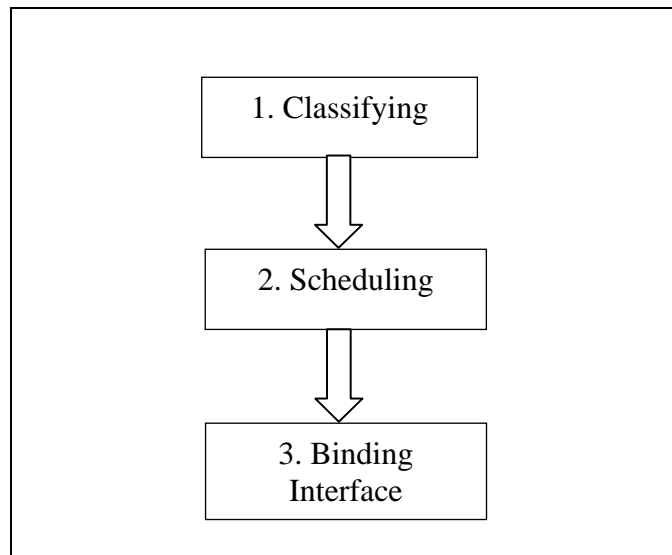 1. Classifying
2. Scheduling
3. Binding
Interface